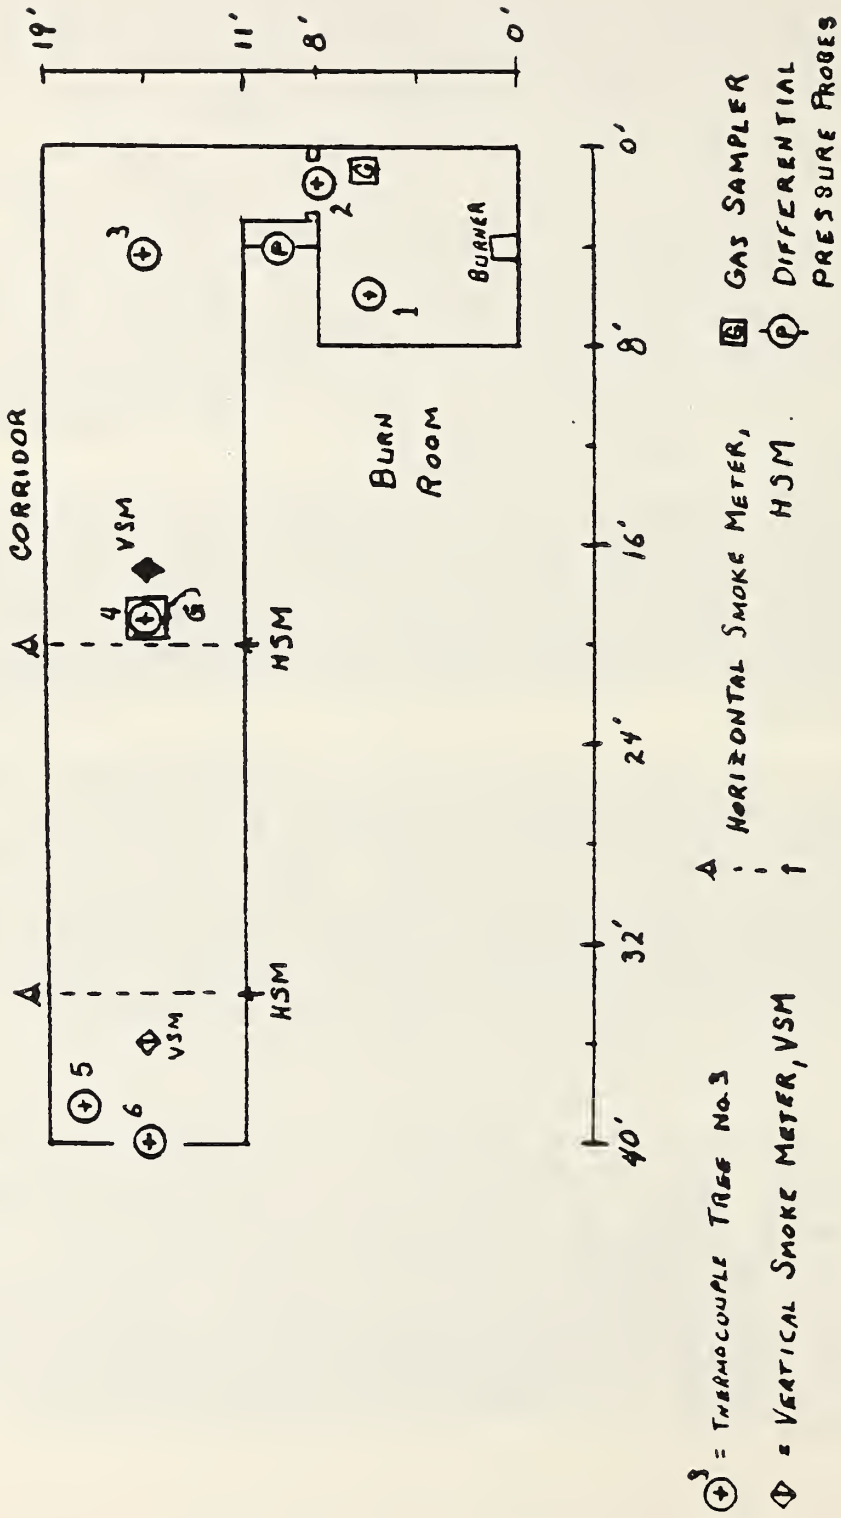 CORRIDOR
19'
11'
8'
0'
3
VSM
4
G
HSM
HSM
VSM
5
6
P
2
G
1
BURNER
BURN
ROOM
40'
32'
24'
16'
8'
0'
= THERMOCOUPLE TREE No.3
= VERTICAL SMOKE METER, VSM
HORIZONTAL SMOKE METER,
HSM.
G GAS SAMPLER
P DIFFERENTIAL
PRESSURE PROBES